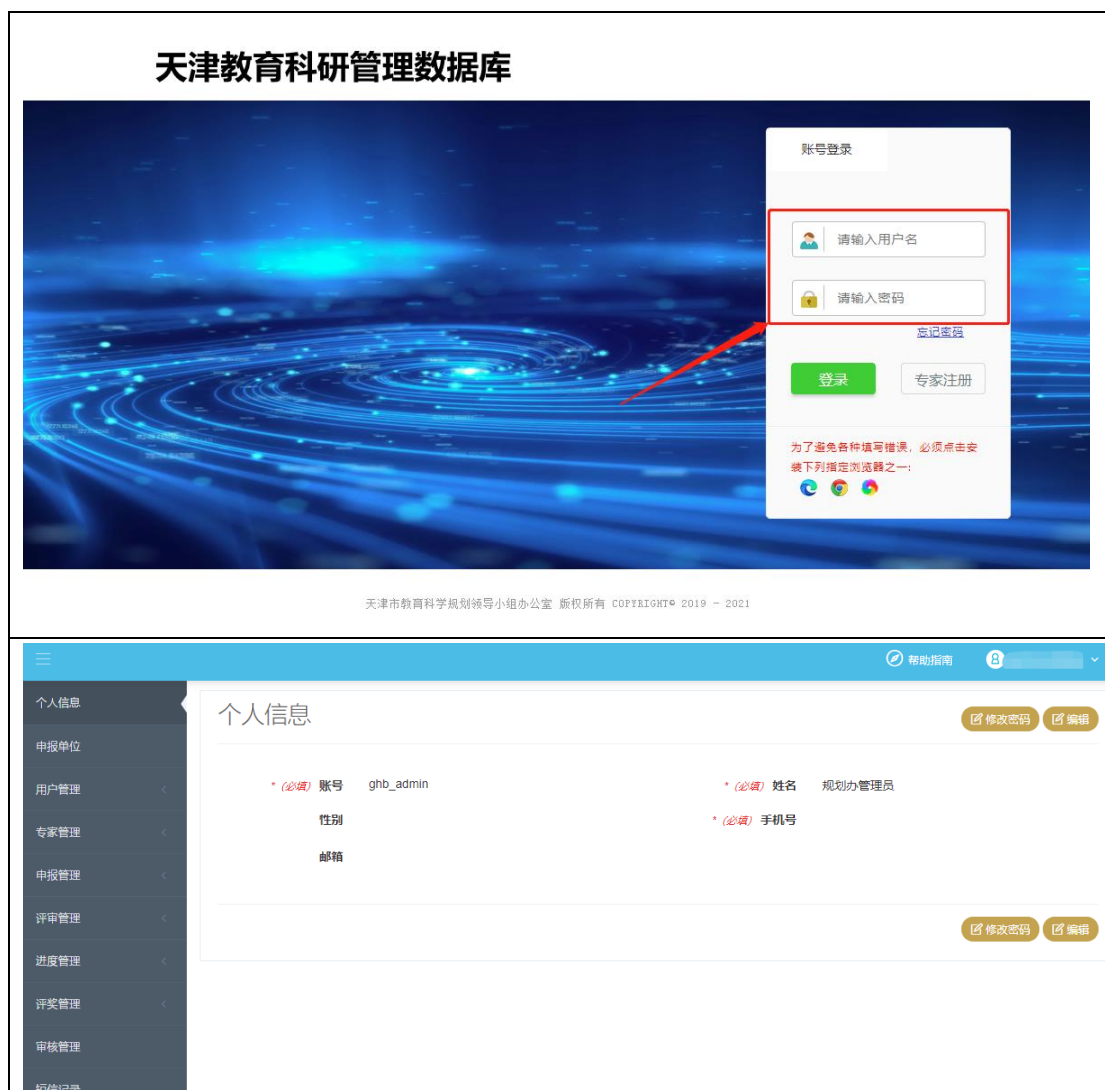 天津教育科研管理数据库
账号登录
请输入用户名
请输入密码
忘记密码
登录 专家注册
为了避免各种填写错误，必须点击安
装下列指定浏览器之一：
天津市教育科学规划领导小组办公室 版权所有 COPYRIGHT© 2019 - 2021
帮助指南
个人信息
申报单位
用户管理
专家管理
申报管理
评审管理
进度管理
评奖管理
审核管理
短信记录
个人信息
修改密码 编辑
* (必填) 账号 ghb_admin * (必填) 姓名 规划办管理员
性别 * (必填) 手机号
邮箱
修改密码 编辑